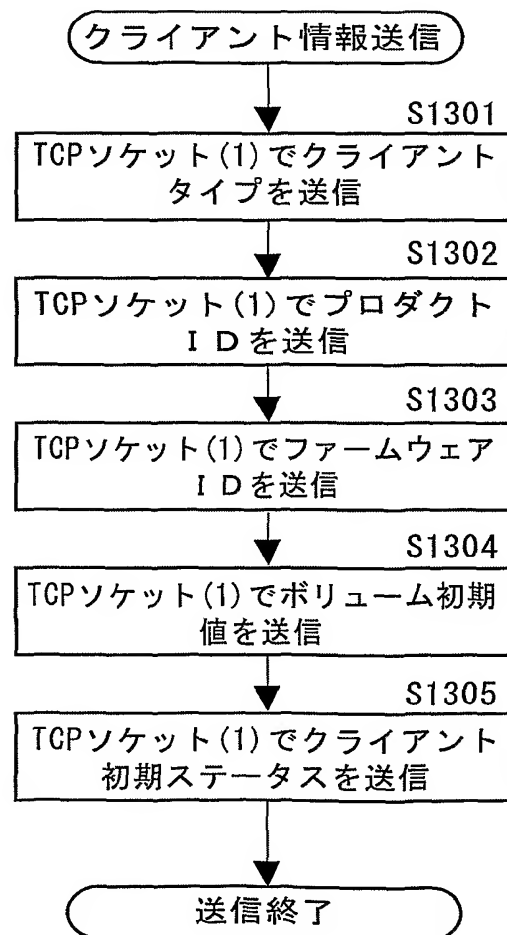 クライアント情報送信
S1301
TCPソケット(1)でクライアント
タイプを送信
S1302
TCPソケット(1)でプロダクト
ＩＤを送信
S1303
TCPソケット(1)でファームウェア
ＩＤを送信
S1304
TCPソケット(1)でボリューム初期
値を送信
S1305
TCPソケット(1)でクライアント
初期ステータスを送信
送信終了